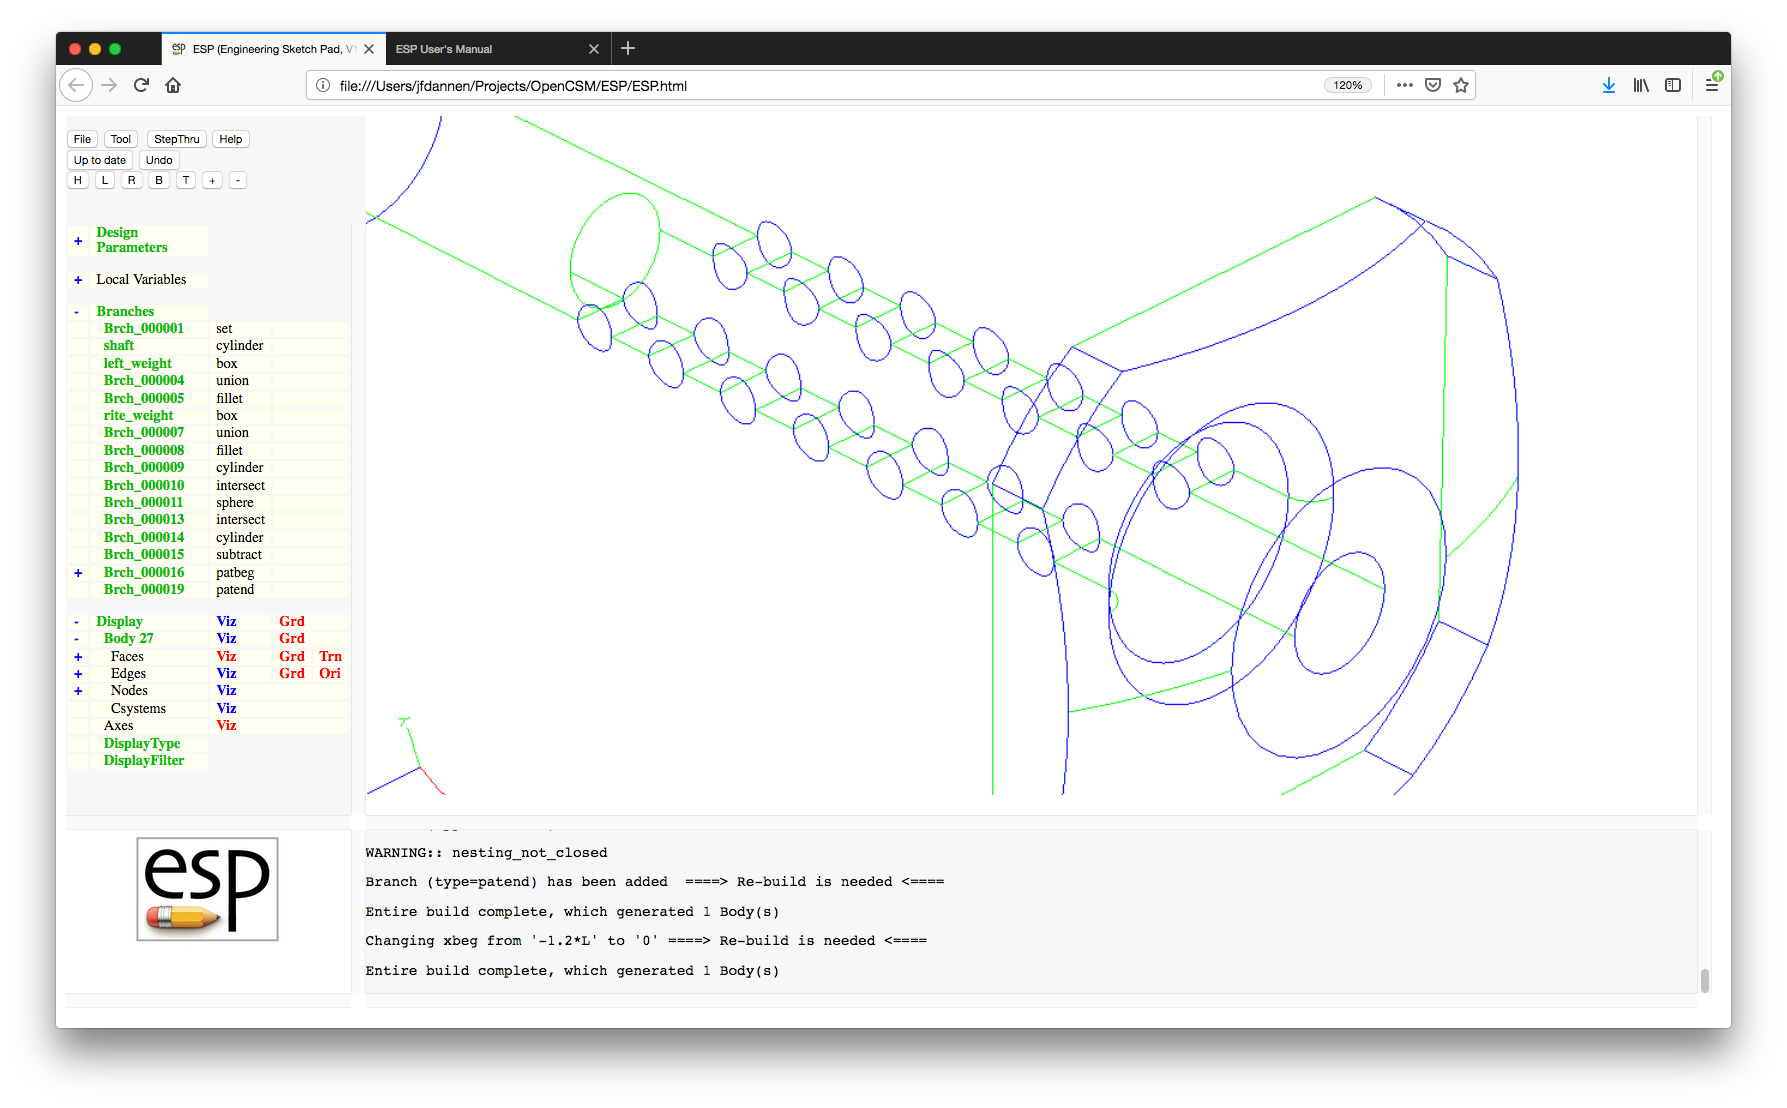 ESP (Engineering Sketch Pad, V1
ESP User's Manual
file:///Users/jfdannen/Projects/OpenCSM/ESP/ESP.html
120%
File Tool StepThru Help
Up to date Undo
H L R B T + -
+ Design
Parameters
+ Local Variables
- Branches
Brch_000001 set
shaft cylinder
left_weight box
Brch_000004 union
Brch_000005 fillet
rite_weight box
Brch_000007 union
Brch_000008 fillet
Brch_000009 cylinder
Brch_000010 intersect
Brch_000011 sphere
Brch_000013 intersect
Brch_000014 cylinder
Brch_000015 subtract
+ Brch_000016 patbeg
Brch_000019 patend
- Display Viz Grd
- Body 27 Viz Grd
+ Faces Viz Grd Trn
+ Edges Viz Grd Ori
+ Nodes Viz
Csystems Viz
Axes Viz
DisplayType
DisplayFilter
Y
esp
WARNING:: nesting_not_closed
Branch (type=patend) has been added ====> Re-build is needed <====
Entire build complete, which generated 1 Body(s)
Changing xbeg from '-1.2*L' to '0' ====> Re-build is needed <====
Entire build complete, which generated 1 Body(s)